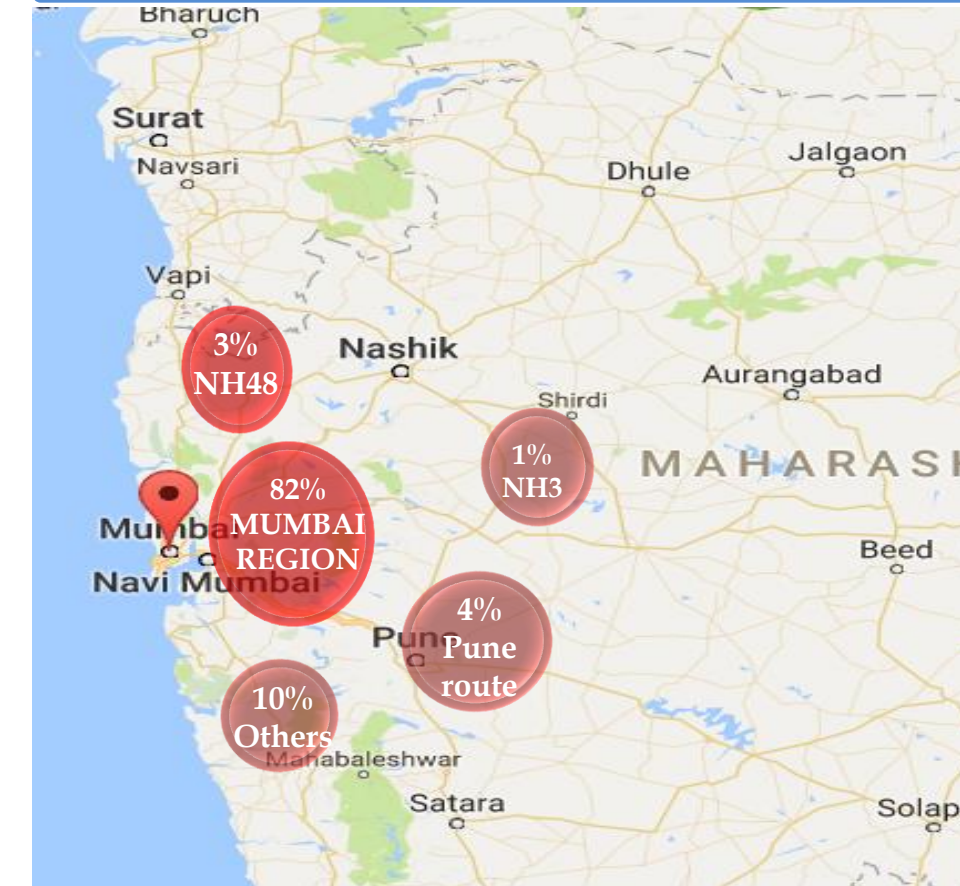 Bharuch
Surat
Navsari
Dhule
Jalgaon
Vapi
3%
NH48
Nashik
Aurangabad
Shirdi
1%
NH3
MAHARASH
82%
MUMBAI
REGION
Mumbai
Navi Mumbai
Beed
4%
Pune
route
Pune
10%
Others
Mahabaleshwar
Satara
Solap